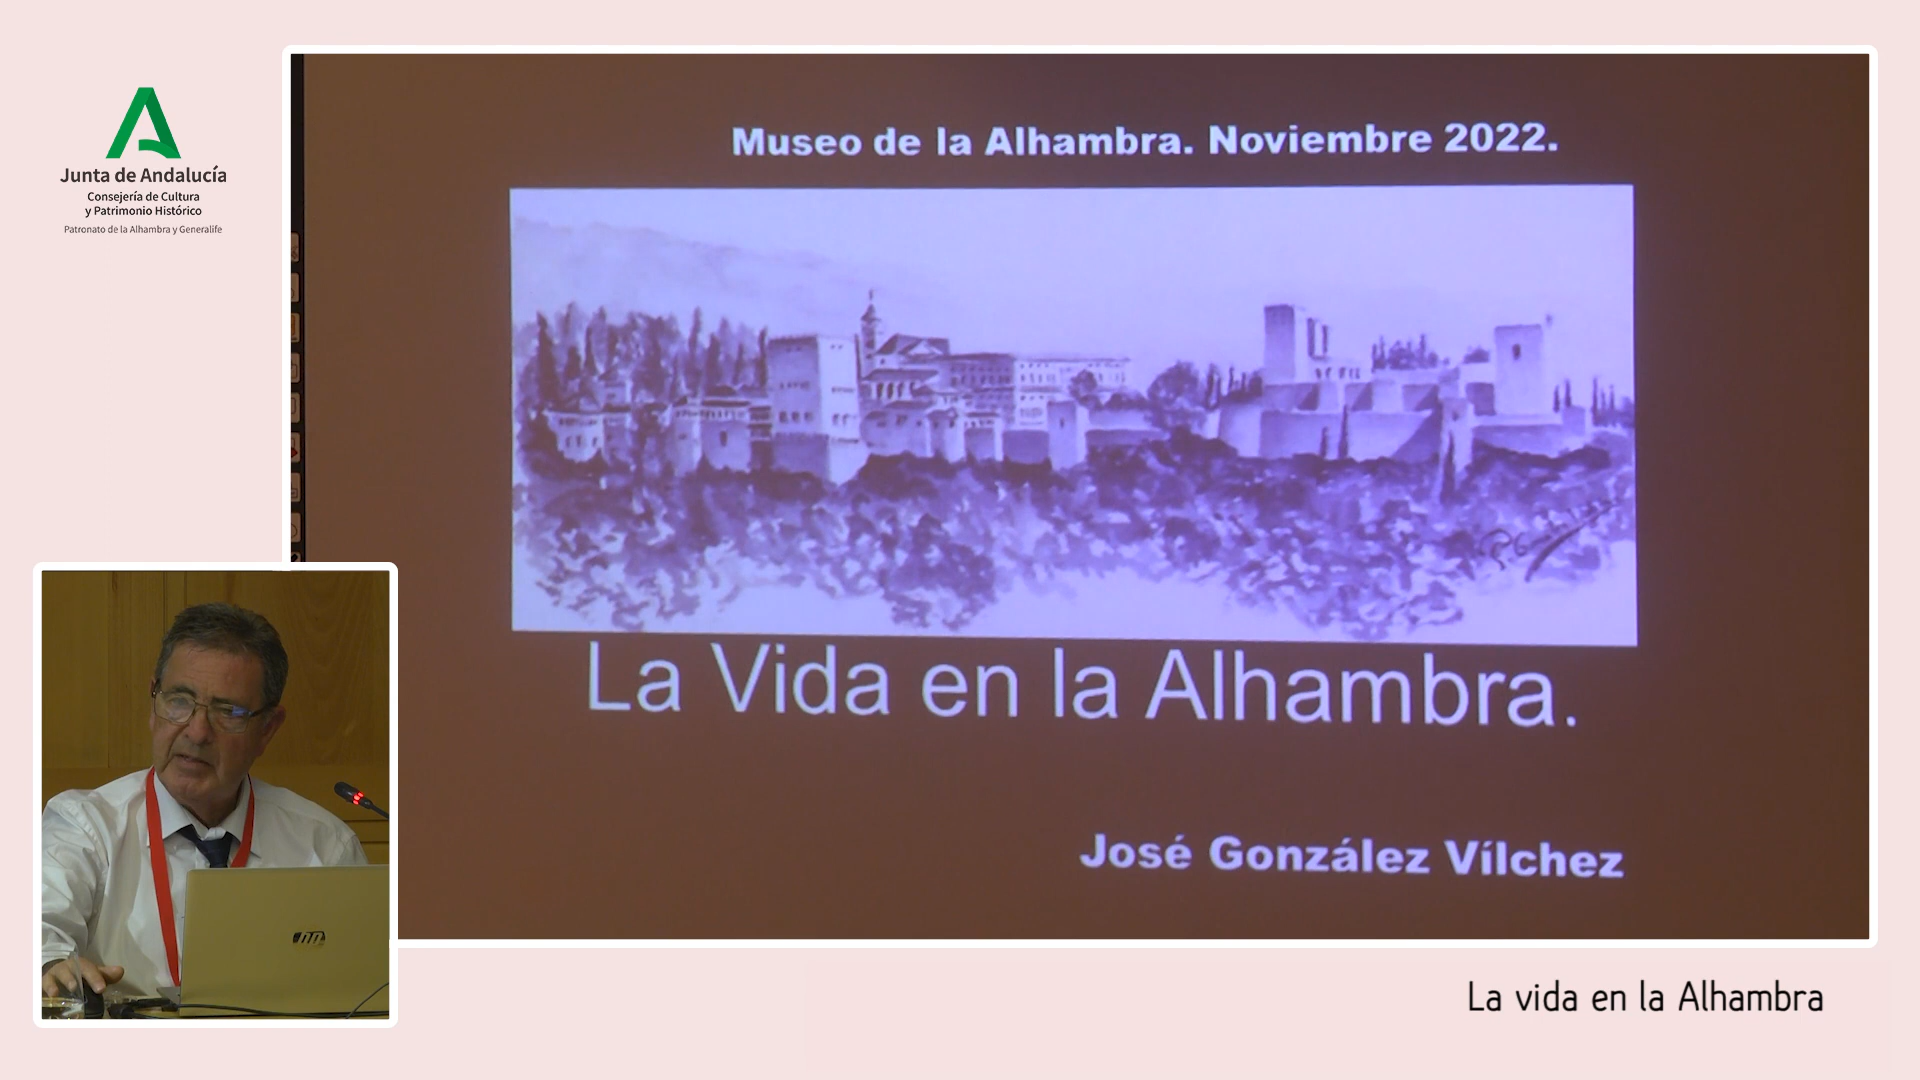 Junta de Andalucía
Consejería de Cultura
y Patrimonio Histórico
Patronato de la Alhambra y Generalife
Museo de la Alhambra. Noviembre 2022.
La Vida en la Alhambra.
José González Vílchez
La vida en la Alhambra